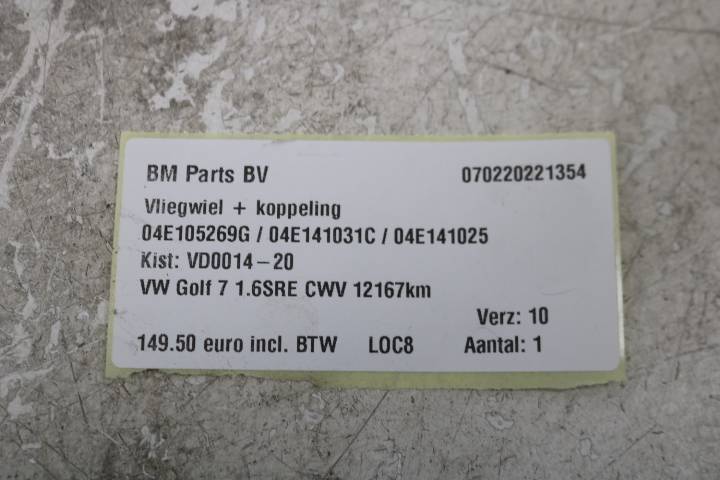 BM Parts BV 070220221354
Vliegwiel + koppeling
04E105269G / 04E141031C / 04E141025
Kist: VD0014-20
VW Golf 7 1.6SRE CWV 12167km
Verz: 10
149.50 euro incl. BTW LOC8 Aantal: 1